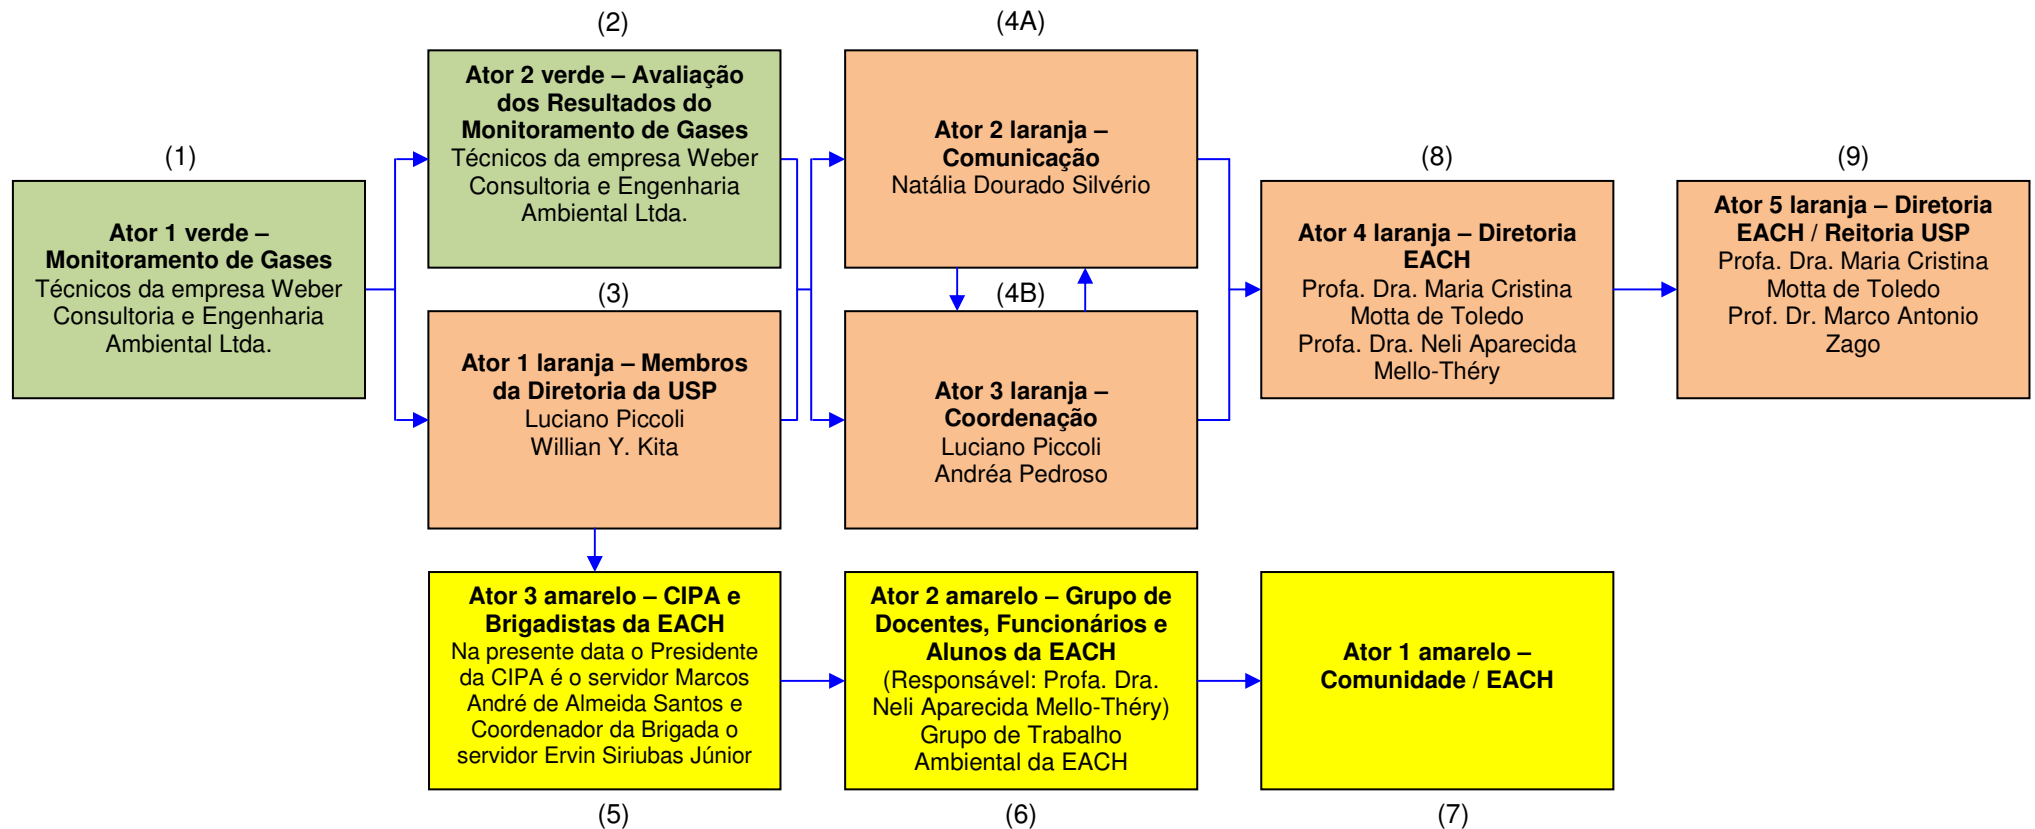 (1)
Ator 1 verde –
Monitoramento de Gases
Técnicos da empresa Weber
Consultoria e Engenharia
Ambiental Ltda.
(2)
Ator 2 verde – Avaliação
dos Resultados do
Monitoramento de Gases
Técnicos da empresa Weber
Consultoria e Engenharia
Ambiental Ltda.
(3)
Ator 1 laranja – Membros
da Diretoria da USP
Luciano Piccoli
Willian Y. Kita
(4A)
Ator 2 laranja –
Comunicação
Natália Dourado Silvério
(4B)
Ator 3 laranja –
Coordenação
Luciano Piccoli
Andréa Pedroso
Ator 3 amarelo – CIPA e
Brigadistas da EACH
Na presente data o Presidente
da CIPA é o servidor Marcos
André de Almeida Santos e
Coordenador da Brigada o
servidor Ervin Siriubas Júnior
(5)
Ator 2 amarelo – Grupo de
Docentes, Funcionários e
Alunos da EACH
(Responsável: Profa. Dra.
Neli Aparecida Mello-Théry)
Grupo de Trabalho
Ambiental da EACH
(6)
Ator 1 amarelo –
Comunidade / EACH
(7)
(8)
Ator 4 laranja – Diretoria
EACH
Profa. Dra. Maria Cristina
Motta de Toledo
Profa. Dra. Neli Aparecida
Mello-Théry
(9)
Ator 5 laranja – Diretoria
EACH / Reitoria USP
Profa. Dra. Maria Cristina
Motta de Toledo
Prof. Dr. Marco Antonio
Zago